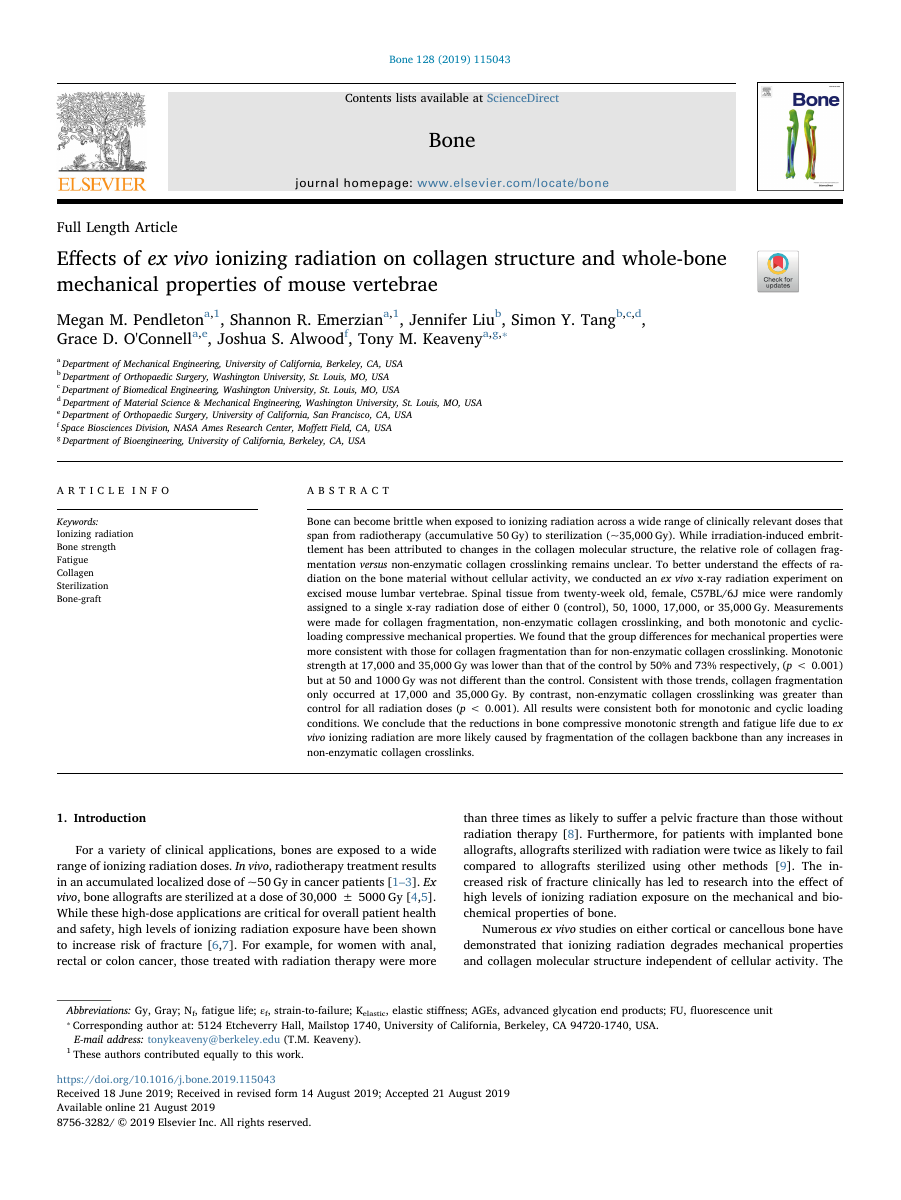 Bone 128 (2019) 115043
Contents lists available at ScienceDirect
Bone
journal homepage: www.elsevier.com/locate/bone
ELSEVIER
Bone
Full Length Article
Effects of ex vivo ionizing radiation on collagen structure and whole-bone
mechanical properties of mouse vertebrae
Check for
updates
Megan M. Pendletona,1, Shannon R. Emerziana,1, Jennifer Liub, Simon Y. Tangb,c,d,
Grace D. O'Connella,e, Joshua S. Alwoodf, Tony M. Keavenya,g,*
a Department of Mechanical Engineering, University of California, Berkeley, CA, USA
b Department of Orthopaedic Surgery, Washington University, St. Louis, MO, USA
c Department of Biomedical Engineering, Washington University, St. Louis, MO, USA
d Department of Material Science & Mechanical Engineering, Washington University, St. Louis, MO, USA
e Department of Orthopaedic Surgery, University of California, San Francisco, CA, USA
f Space Biosciences Division, NASA Ames Research Center, Moffett Field, CA, USA
g Department of Bioengineering, University of California, Berkeley, CA, USA
ARTICLE INFO
Keywords:
Ionizing radiation
Bone strength
Fatigue
Collagen
Sterilization
Bone-graft
ABSTRACT
Bone can become brittle when exposed to ionizing radiation across a wide range of clinically relevant doses that
span from radiotherapy (accumulative 50 Gy) to sterilization (~35,000 Gy). While irradiation-induced embrit-
tlement has been attributed to changes in the collagen molecular structure, the relative role of collagen frag-
mentation versus non-enzymatic collagen crosslinking remains unclear. To better understand the effects of ra-
diation on the bone material without cellular activity, we conducted an ex vivo x-ray radiation experiment on
excised mouse lumbar vertebrae. Spinal tissue from twenty-week old, female, C57BL/6J mice were randomly
assigned to a single x-ray radiation dose of either 0 (control), 50, 1000, 17,000, or 35,000 Gy. Measurements
were made for collagen fragmentation, non-enzymatic collagen crosslinking, and both monotonic and cyclic-
loading compressive mechanical properties. We found that the group differences for mechanical properties were
more consistent with those for collagen fragmentation than for non-enzymatic collagen crosslinking. Monotonic
strength at 17,000 and 35,000 Gy was lower than that of the control by 50% and 73% respectively, (p < 0.001)
but at 50 and 1000 Gy was not different than the control. Consistent with those trends, collagen fragmentation
only occurred at 17,000 and 35,000 Gy. By contrast, non-enzymatic collagen crosslinking was greater than
control for all radiation doses (p < 0.001). All results were consistent both for monotonic and cyclic loading
conditions. We conclude that the reductions in bone compressive monotonic strength and fatigue life due to ex
vivo ionizing radiation are more likely caused by fragmentation of the collagen backbone than any increases in
non-enzymatic collagen crosslinks.
1. Introduction
For a variety of clinical applications, bones are exposed to a wide
range of ionizing radiation doses. In vivo, radiotherapy treatment results
in an accumulated localized dose of ~50 Gy in cancer patients [1–3]. Ex
vivo, bone allografts are sterilized at a dose of 30,000 ± 5000 Gy [4,5].
While these high-dose applications are critical for overall patient health
and safety, high levels of ionizing radiation exposure have been shown
to increase risk of fracture [6,7]. For example, for women with anal,
rectal or colon cancer, those treated with radiation therapy were more
than three times as likely to suffer a pelvic fracture than those without
radiation therapy [8]. Furthermore, for patients with implanted bone
allografts, allografts sterilized with radiation were twice as likely to fail
compared to allografts sterilized using other methods [9]. The in-
creased risk of fracture clinically has led to research into the effect of
high levels of ionizing radiation exposure on the mechanical and bio-
chemical properties of bone.
Numerous ex vivo studies on either cortical or cancellous bone have
demonstrated that ionizing radiation degrades mechanical properties
and collagen molecular structure independent of cellular activity. The
Abbreviations: Gy, Gray; Nf, fatigue life; εf, strain-to-failure; Kelastic, elastic stiffness; AGEs, advanced glycation end products; FU, fluorescence unit
* Corresponding author at: 5124 Etcheverry Hall, Mailstop 1740, University of California, Berkeley, CA 94720-1740, USA.
E-mail address: tonykeaveny@berkeley.edu (T.M. Keaveny).
1 These authors contributed equally to this work.
https://doi.org/10.1016/j.bone.2019.115043
Received 18 June 2019; Received in revised form 14 August 2019; Accepted 21 August 2019
Available online 21 August 2019
8756-3282/ © 2019 Elsevier Inc. All rights reserved.